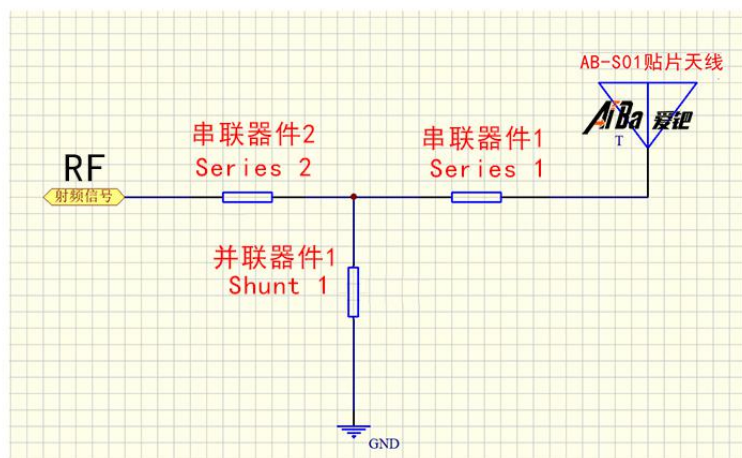 AB-S01贴片天线
AiBa 爱钯
T
串联器件2
Series 2
串联器件1
Series 1
RF
射频信号
并联器件1
Shunt 1
GND